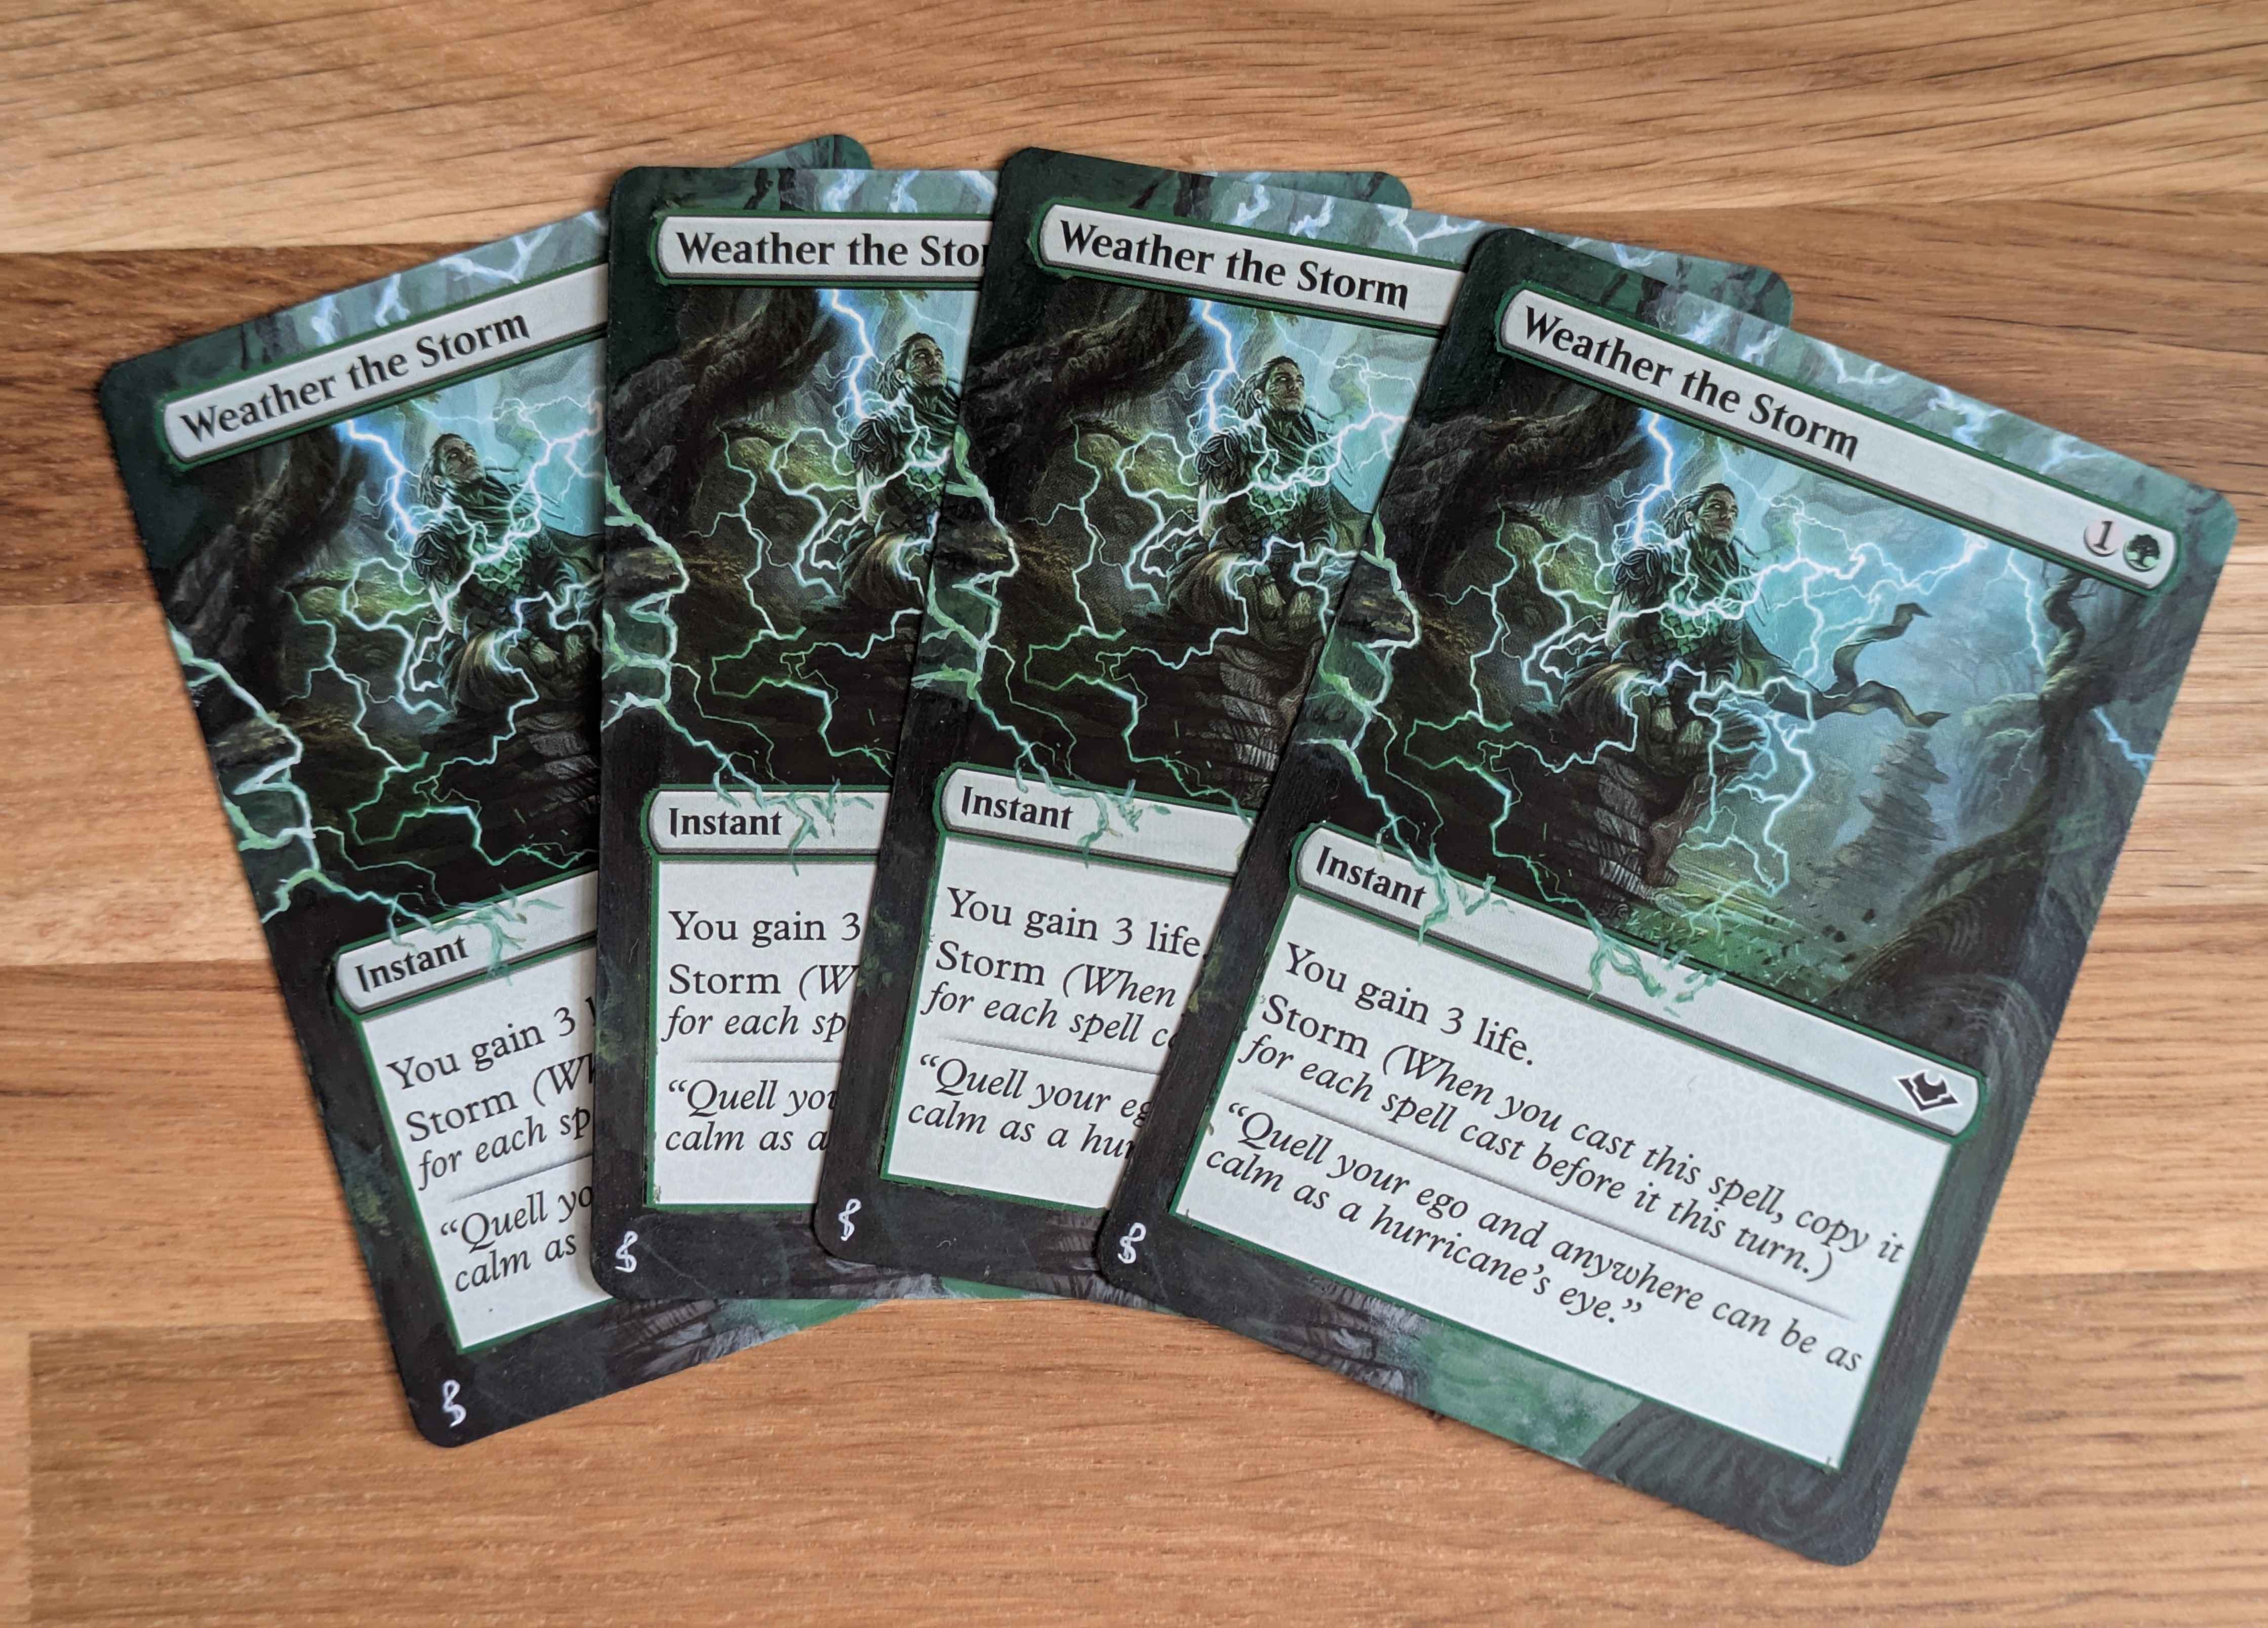 Weather the Storm
Instant
You gain 3
Storm
for each sp
“Quell yo
calm as
Weather the Sto
Instant
You gain 3
Storm (W
for each sp
“Quell you
calm as a
Weather the Storm
Instant
You gain 3 life.
Storm (When
for each spell c
“Quell your eg
calm as a hur
Weather the Storm
1
Instant
You gain 3 life.
Storm (When you cast this spell, copy it
for each spell cast before it this turn.)
“Quell your ego and anywhere can be as
calm as a hurricane’s eye.”